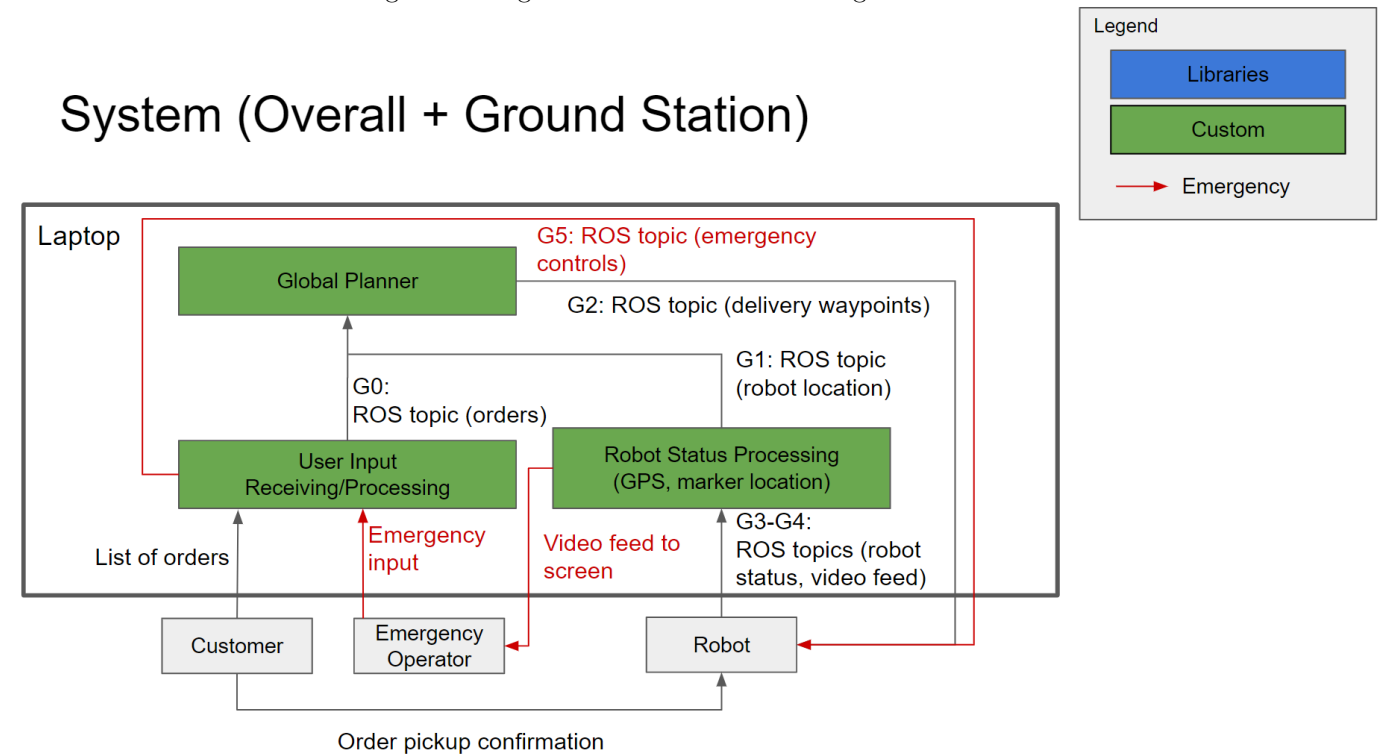 Legend
Libraries
Custom
Emergency
System (Overall + Ground Station)
Laptop
G5: ROS topic (emergency
controls)
Global Planner
G2: ROS topic (delivery waypoints)
G1: ROS topic
(robot location)
G0:
ROS topic (orders)
User Input
Receiving/Processing
Robot Status Processing
(GPS, marker location)
List of orders
Emergency
input
Video feed to
screen
G3-G4:
ROS topics (robot
status, video feed)
Customer
Emergency
Operator
Robot
Order pickup confirmation